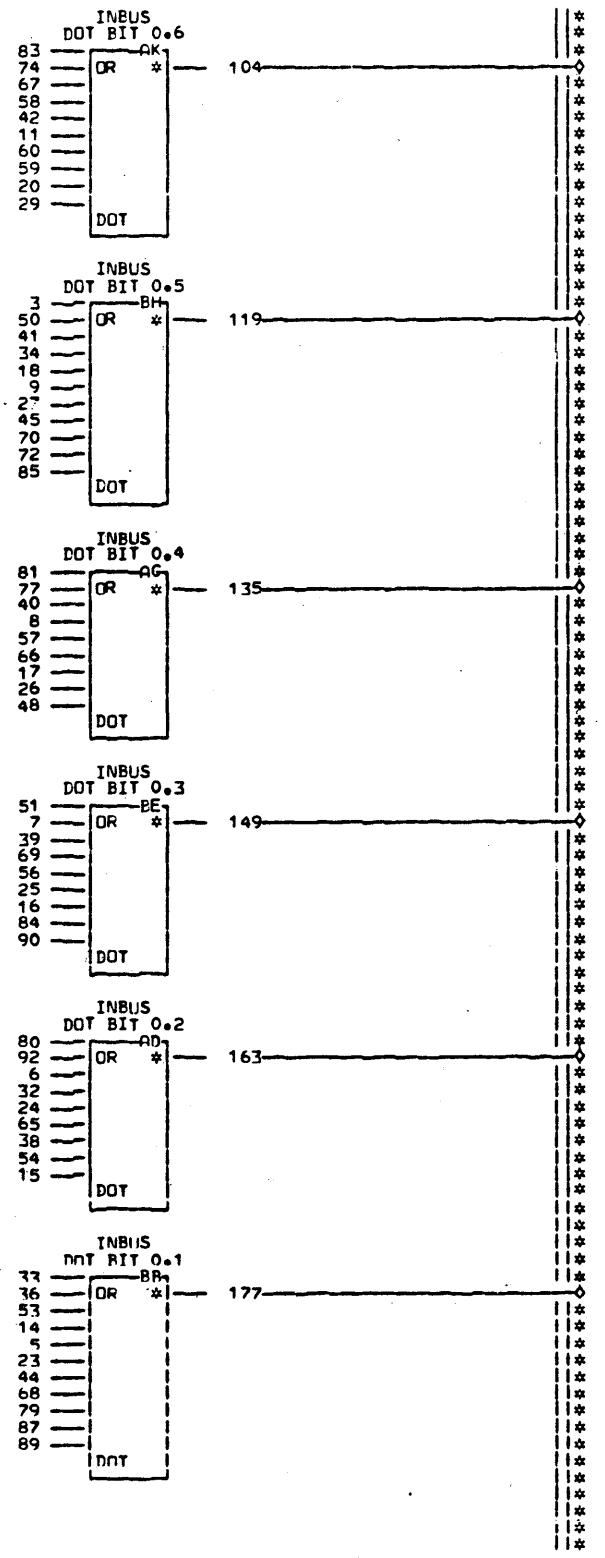 INBUS
DOT BIT 0.6
83 AK
74 OR * 104
67
58
42
11
60
59
20
29
DOT
INBUS
DOT BIT 0.5
3 BH
50 OR * 119
41
34
18
9
27
45
70
72
85
DOT
INBUS
DOT BIT 0.4
81 AG
77 OR * 135
40
8
57
66
17
26
48
DOT
INBUS
DOT BIT 0.3
51 BE
7 OR * 149
39
69
56
25
16
84
90
DOT
INBUS
DOT BIT 0.2
80 AD
92 OR * 163
6
32
24
65
38
54
15
DOT
INBUS
DOT BIT 0.1
33 BB
36 OR * 177
53
14
5
23
44
68
79
87
89
DOT